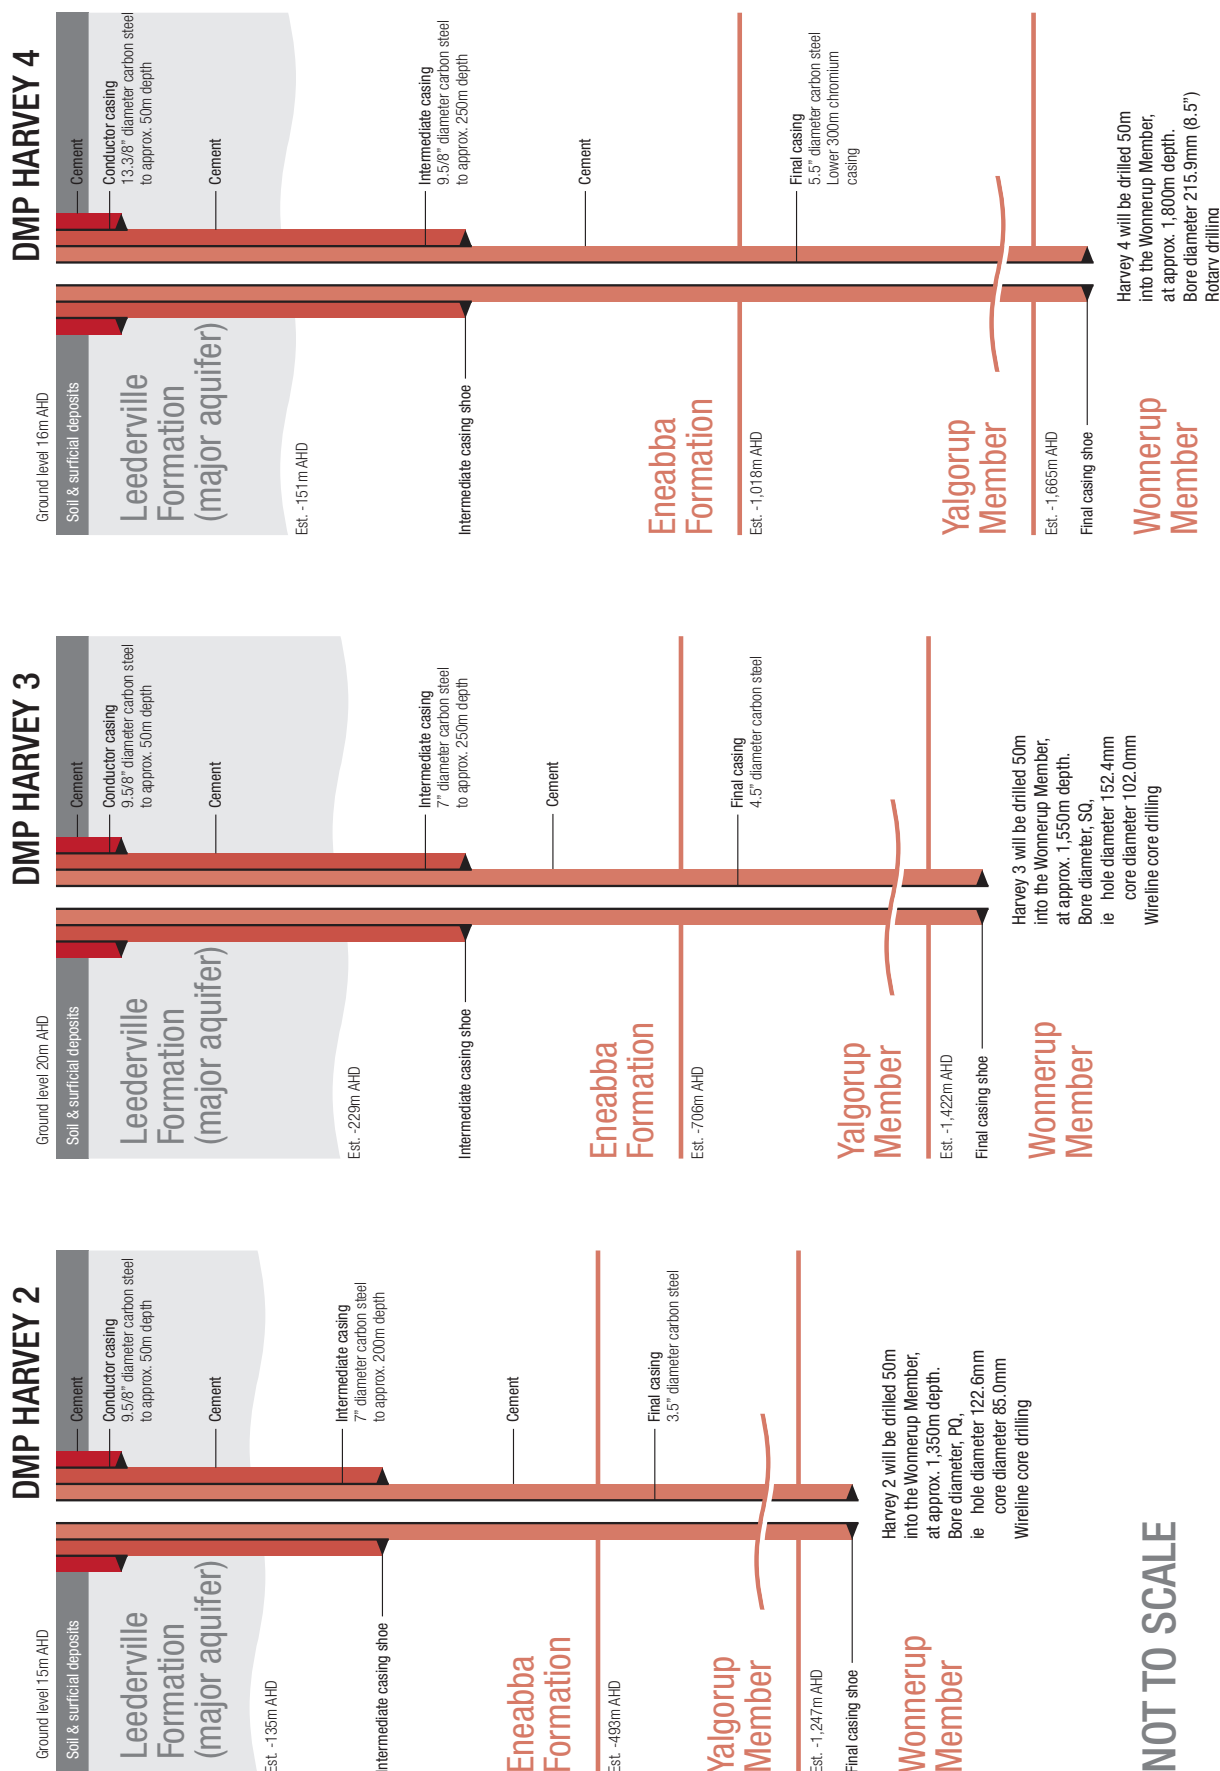 DMP HARVEY 2
Ground level 15m AHD
Soil & surficial deposits
Cement
Conductor casing
9.5/8” diameter carbon steel
to approx. 50m depth
Leederville
Formation
(major aquifer)
Cement
Est. -135m AHD
Intermediate casing
7” diameter carbon steel
to approx. 200m depth
Intermediate casing shoe
Cement
Eneabba
Formation
Est. -493m AHD
Final casing
3.5” diameter carbon steel
Yalgorup
Member
Est. -1,247m AHD
Final casing shoe
Wonnerup
Member
Harvey 2 will be drilled 50m
into the Wonnerup Member,
at approx. 1,350m depth.
Bore diameter, PQ,
ie hole diameter 122.6mm
core diameter 85.0mm
Wireline core drilling
NOT TO SCALE
DMP HARVEY 3
Ground level 20m AHD
Soil & surficial deposits
Cement
Conductor casing
9.5/8” diameter carbon steel
to approx. 50m depth
Leederville
Formation
(major aquifer)
Cement
Est. -229m AHD
Intermediate casing
7” diameter carbon steel
to approx. 250m depth
Intermediate casing shoe
Cement
Eneabba
Formation
Est. -706m AHD
Final casing
4.5” diameter carbon steel
Yalgorup
Member
Est. -1,422m AHD
Final casing shoe
Wonnerup
Member
Harvey 3 will be drilled 50m
into the Wonnerup Member,
at approx. 1,550m depth.
Bore diameter, SQ,
ie hole diameter 152.4mm
core diameter 102.0mm
Wireline core drilling
DMP HARVEY 4
Ground level 16m AHD
Soil & surficial deposits
Cement
Conductor casing
13.3/8” diameter carbon steel
to approx. 50m depth
Leederville
Formation
(major aquifer)
Cement
Est. -151m AHD
Intermediate casing
9.5/8” diameter carbon steel
to approx. 250m depth
Intermediate casing shoe
Cement
Eneabba
Formation
Est. -1,018m AHD
Final casing
5.5” diameter carbon steel
Lower 300m chromium
casing
Yalgorup
Member
Est. -1,665m AHD
Final casing shoe
Wonnerup
Member
Harvey 4 will be drilled 50m
into the Wonnerup Member,
at approx. 1,800m depth.
Bore diameter 215.9mm (8.5”)
Rotary drilling